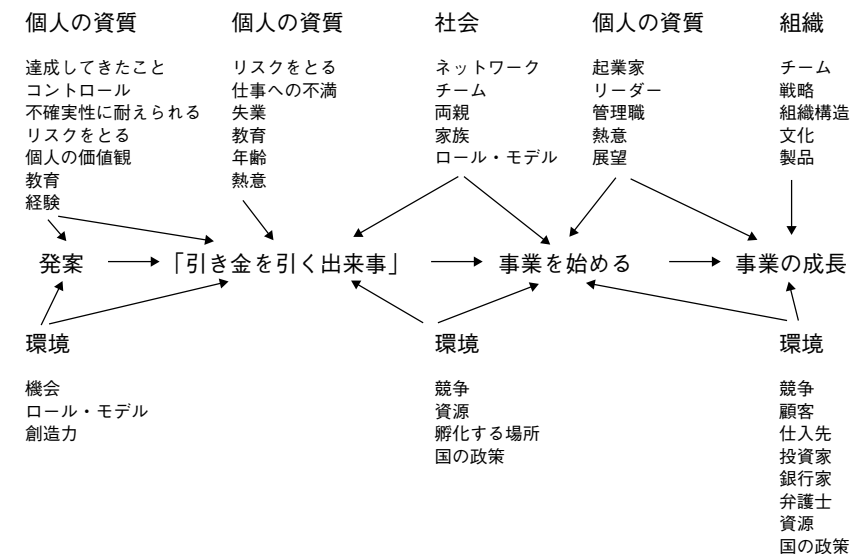 個人の資質
達成してきたこと
コントロール
不確実性に耐えられる
リスクをとる
個人の価値観
教育
経験
個人の資質
リスクをとる
仕事への不満
失業
教育
年齢
熱意
社会
ネットワーク
チーム
両親
家族
ロール・モデル
個人の資質
起業家
リーダー
管理職
熱意
展望
組織
チーム
戦略
組織構造
文化
製品
発案
「引き金を引く出来事」
事業を始める
事業の成長
環境
機会
ロール・モデル
創造力
環境
競争
資源
孵化する場所
国の政策
環境
競争
顧客
仕入先
投資家
銀行家
弁護士
資源
国の政策